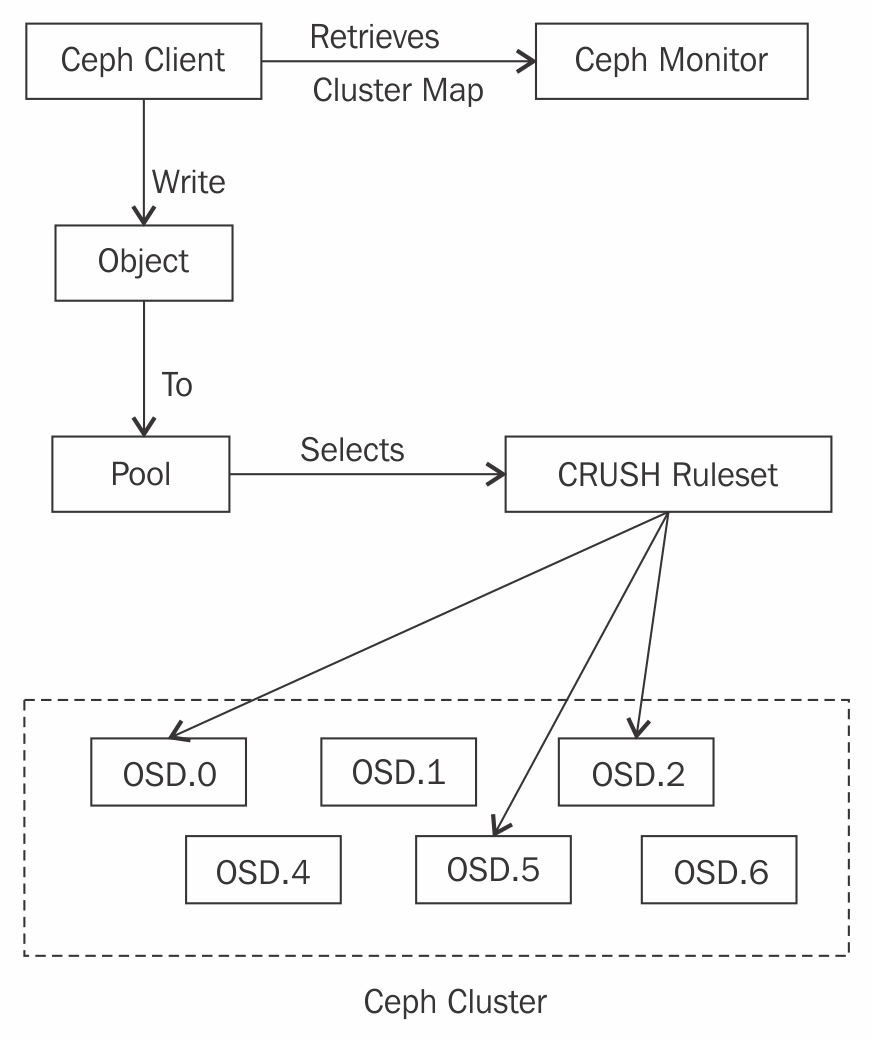 Ceph Client
Retrieves
Cluster Map
Ceph Monitor
Write
Object
To
Pool
Selects
CRUSH Ruleset
OSD.0
OSD.1
OSD.2
OSD.4
OSD.5
OSD.6
Ceph Cluster